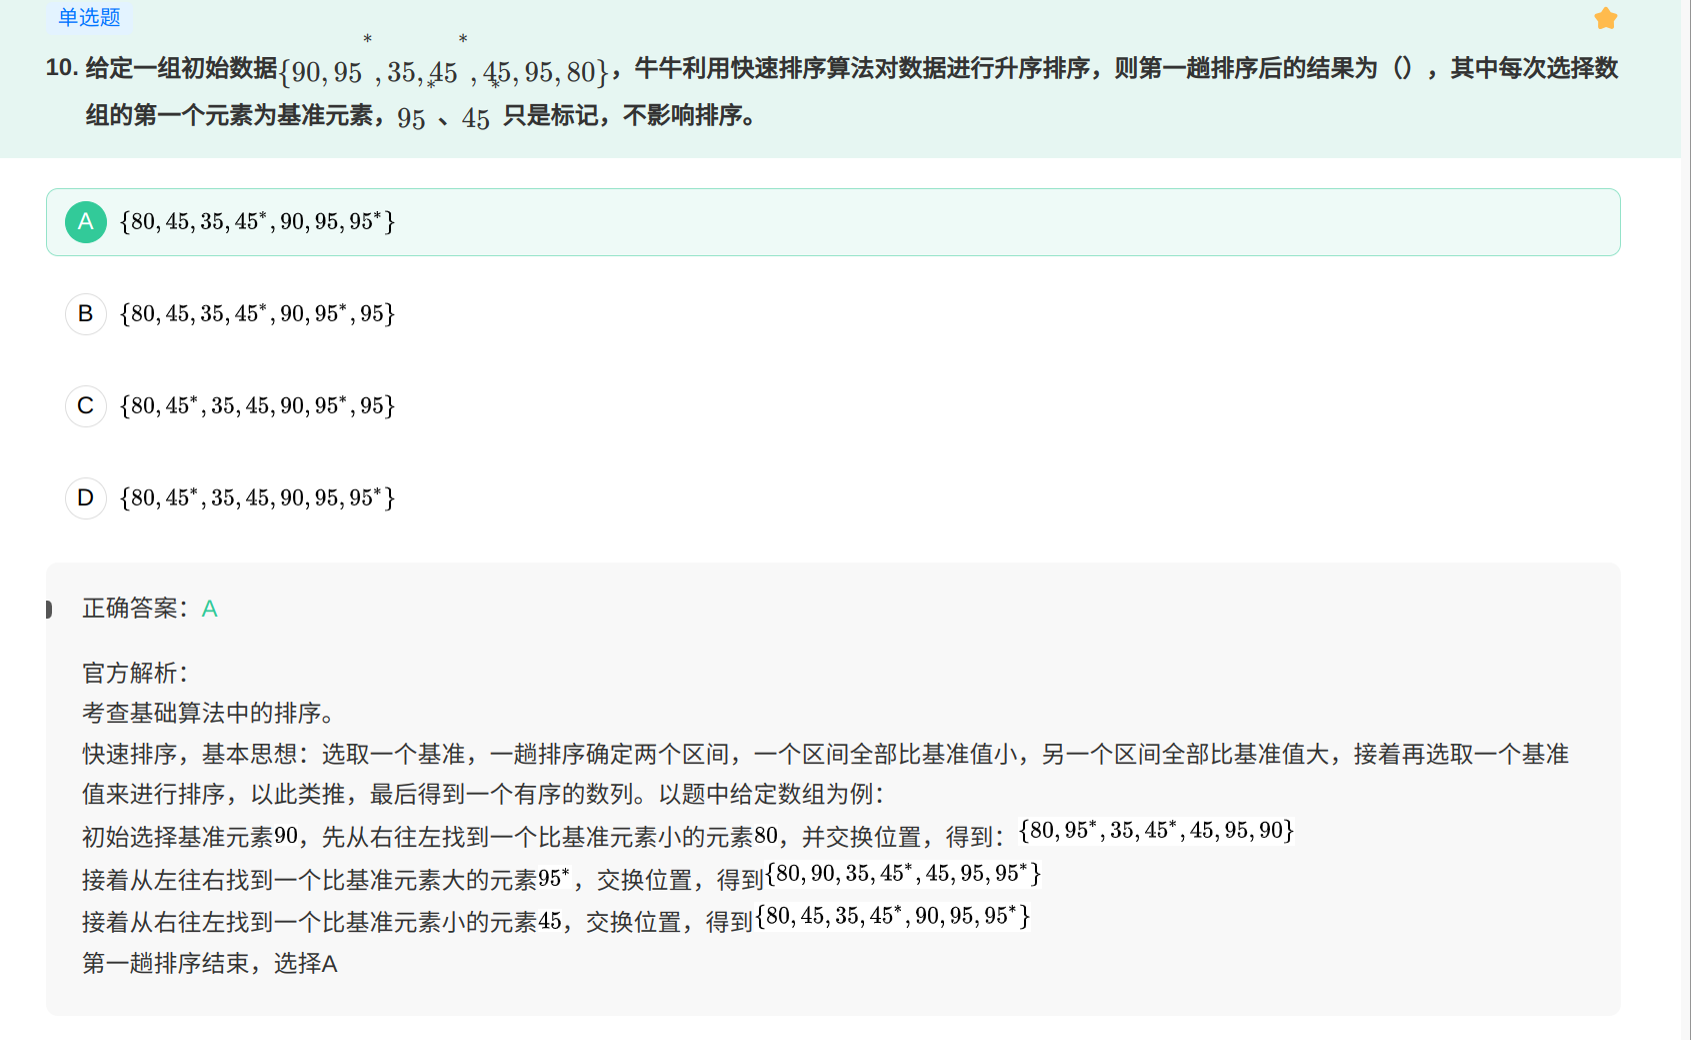 单选题
10. 给定一组初始数据{90, 95*, 35, 45*, 45, 95, 80}，牛牛利用快速排序算法对数据进行升序排序，则第一趟排序后的结果为（），其中每次选择数
组的第一个元素为基准元素，95*、45*只是标记，不影响排序。
A {80, 45, 35, 45*, 90, 95, 95*}
B {80, 45, 35, 45*, 90, 95*, 95}
C {80, 45*, 35, 45, 90, 95*, 95}
D {80, 45*, 35, 45, 90, 95, 95*}
正确答案：A
官方解析：
考查基础算法中的排序。
快速排序，基本思想：选取一个基准，一趟排序确定两个区间，一个区间全部比基准值小，另一个区间全部比基准值大，接着再选取一个基准
值来进行排序，以此类推，最后得到一个有序的数列。以题中给定数组为例：
初始选择基准元素90，先从右往左找到一个比基准元素小的元素80，并交换位置，得到：{80, 95*, 35, 45*, 45, 95, 90}
接着从左往右找到一个比基准元素大的元素95*，交换位置，得到{80, 90, 35, 45*, 45, 95, 95*}
接着从右往左找到一个比基准元素小的元素45，交换位置，得到{80, 45, 35, 45*, 90, 95, 95*}
第一趟排序结束，选择A